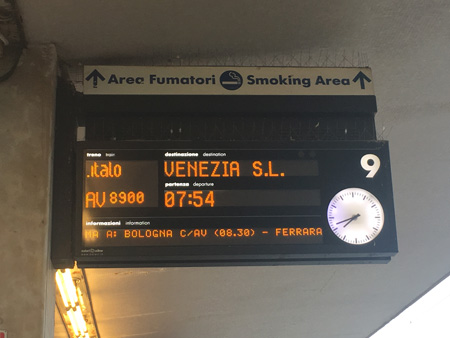 Area Fumatori Smoking Area
treno train destinazione destination
.italo VENEZIA S.L.
9
partenza departure
AV 8900 07:54
informazioni information
MA A: BOLOGNA C/AV (08.30) - FERRARA